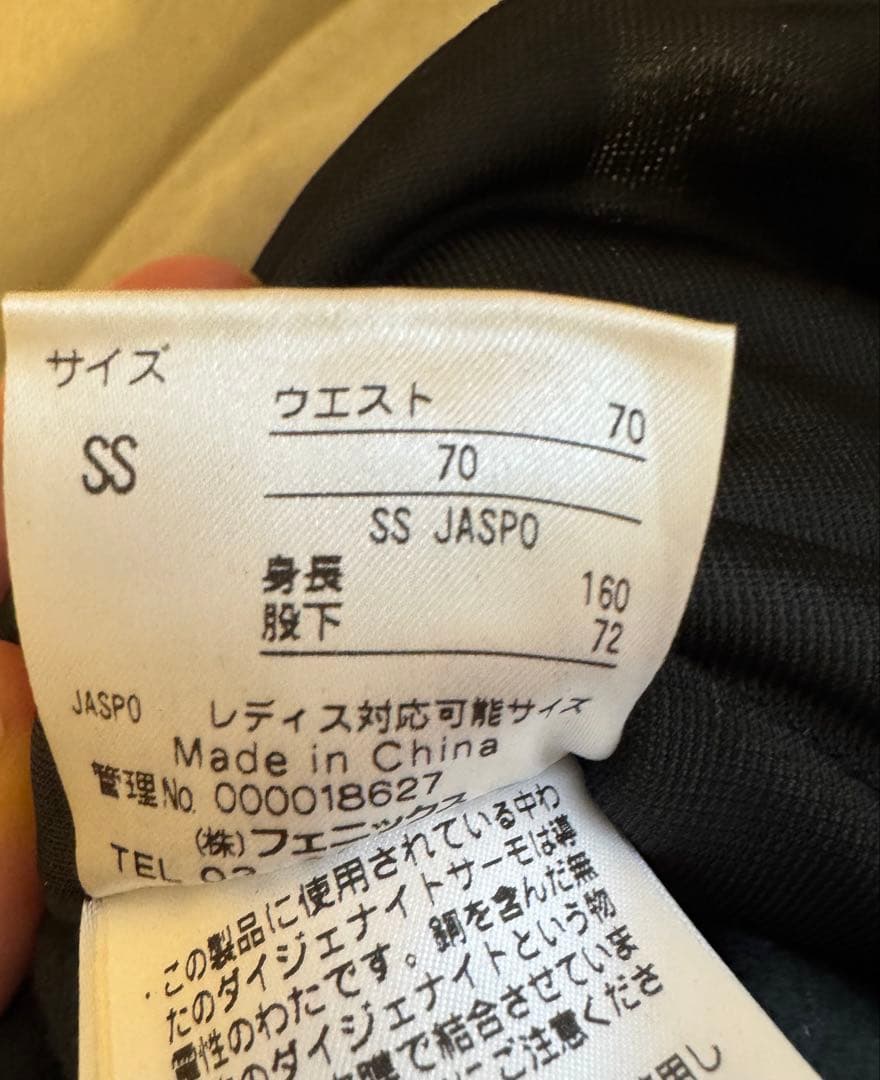 サイズ
SS
ウエスト 70
70
SS JASPO
身長 160
股下 72
JASPO レディス対応可能サイズ
Made in China
管理No. 0000018627
(株)フェニックス
TEL
・この製品に使用されている中わ
たのダイジェナイトサーモは導
電性のわたです。銅を含んだ無
のダイジェナイトという物
で結合させていま
ご注意くださ
用し